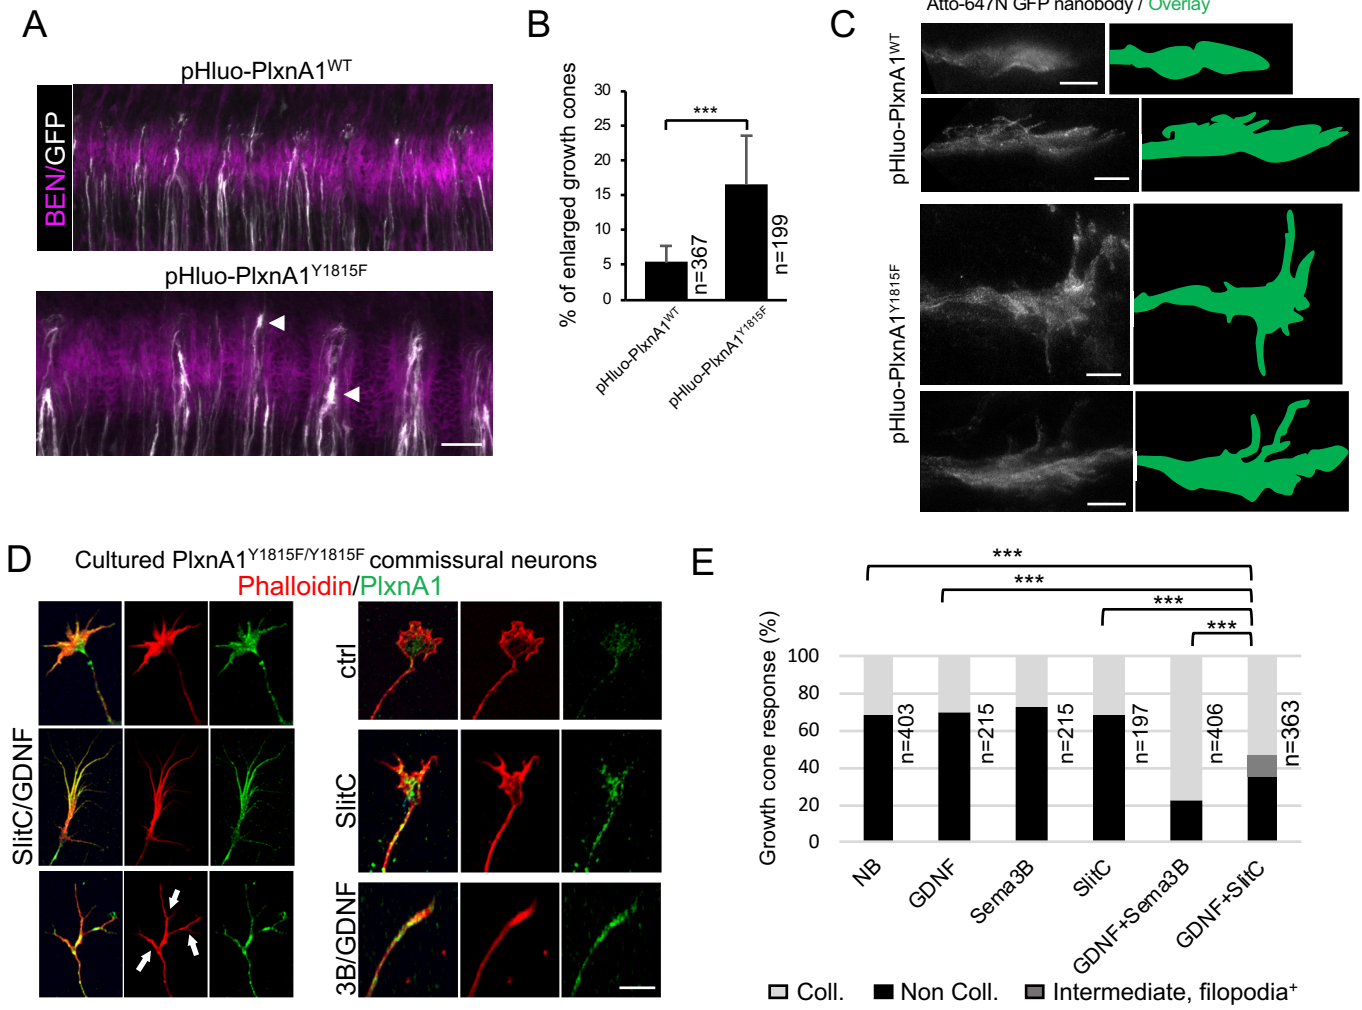 A
pHluo-PlxnA1WT
BEN/GFP
pHluo-PlxnA1Y1815F
B
% of enlarged growth cones
30
25
20
15
10
5
0
***
n=367
n=199
pHluo-PlxnA1WT
pHluo-PlxnA1Y1815F
C
Atto-647N GFP nanobody / Overlay
pHluo-PlxnA1WT
pHluo-PlxnA1Y1815F
D
Cultured PlxnA1Y1815F/Y1815F commissural neurons
Phalloidin/PlxnA1
SlitC/GDNF
ctrl
SlitC
3B/GDNF
E
***
***
***
***
Growth cone response (%)
100
80
60
40
20
0
n=403
n=215
n=215
n=197
n=406
n=363
NB
GDNF
Sema3B
SlitC
GDNF+Sema3B
GDNF+SlitC
Coll.
Non Coll.
Intermediate, filopodia+